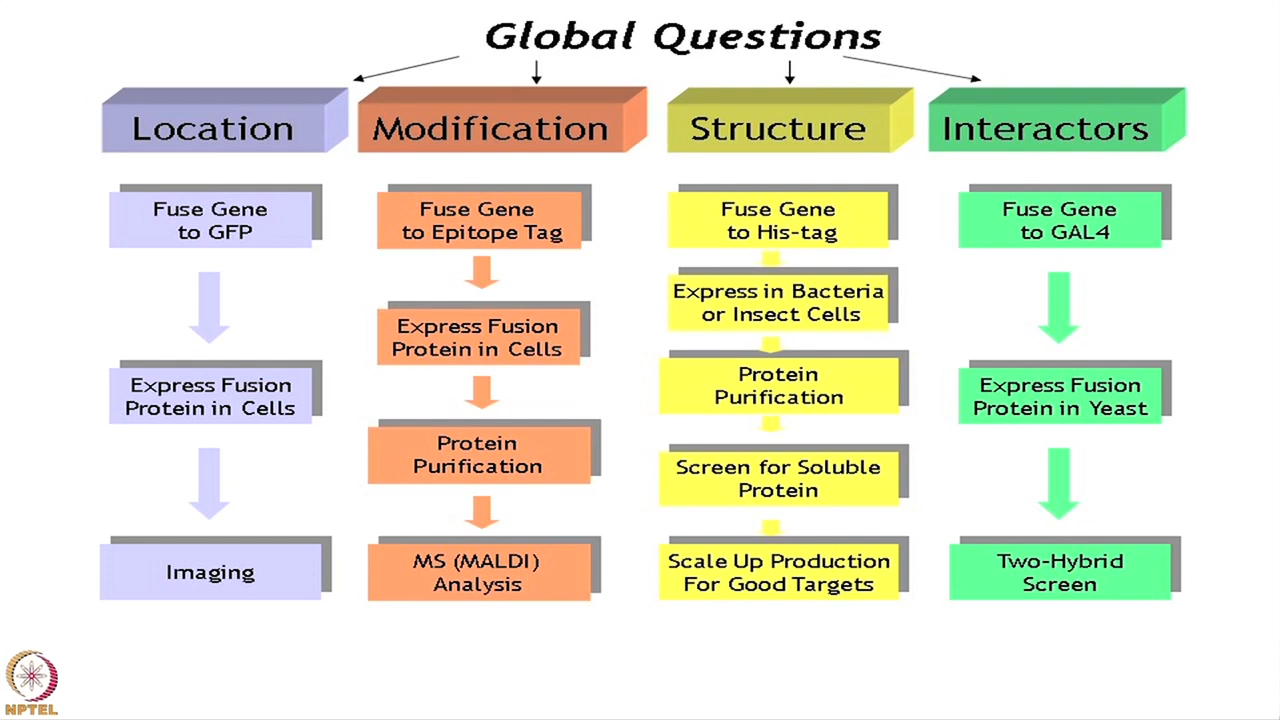 Global Questions
Location
Fuse Gene
to GFP
Express Fusion
Protein in Cells
Imaging
Modification
Fuse Gene
to Epitope Tag
Express Fusion
Protein in Cells
Protein
Purification
MS (MALDI)
Analysis
Structure
Fuse Gene
to His-tag
Express in Bacteria
or Insect Cells
Protein
Purification
Screen for Soluble
Protein
Scale Up Production
For Good Targets
Interactors
Fuse Gene
to GAL4
Express Fusion
Protein in Yeast
Two-Hybrid
Screen
NPTEL